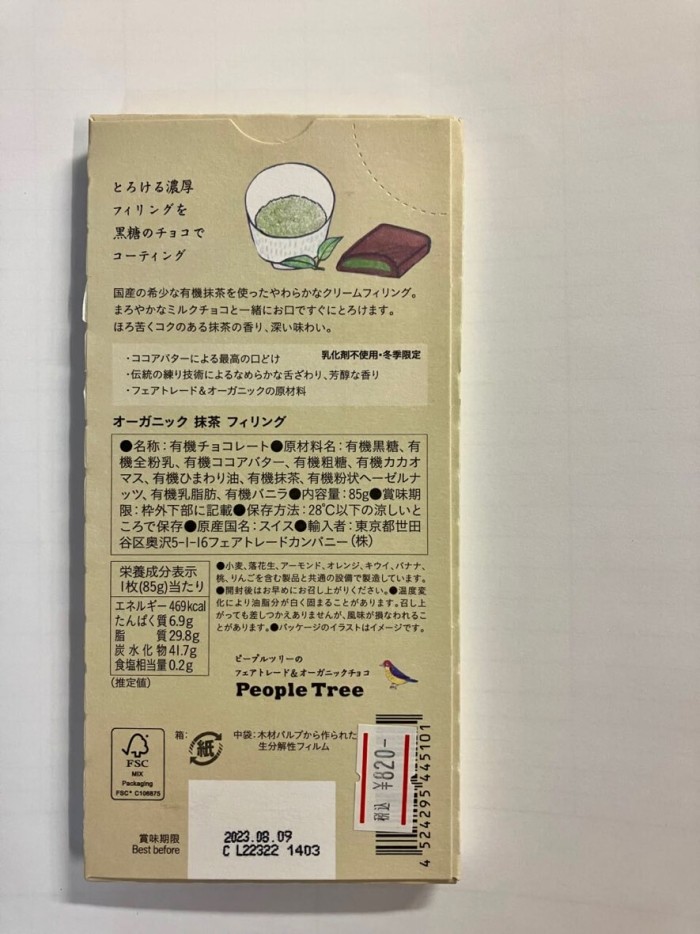 とろける濃厚
フィリングを
黒糖のチョコで
コーティング
国産の希少な有機抹茶を使ったやわらかなクリームフィリング。
まろやかなミルクチョコと一緒にお口ですぐにとろけます。
ほろ苦くコクのある抹茶の香り、深い味わい。
・ココアバターによる最高の口どけ 乳化剤不使用・冬季限定
・伝統の練り技術によるなめらかな舌ざわり、芳醇な香り
・フェアトレード&オーガニックの原材料
オーガニック 抹茶 フィリング
●名称:有機チョコレート●原材料名:有機黒糖、有
機全粉乳、有機ココアバター、有機粗糖、有機カカオ
マス、有機ひまわり油、有機抹茶、有機粉状ヘーゼルナ
ッツ、有機乳脂肪、有機バニラ●内容量:85g●賞味期
限:枠外下部に記載●保存方法:28℃以下の涼しいと
ころで保存●原産国名:スイス●輸入者:東京都世田
谷区奥沢5-1-16フェアトレードカンパニー(株)
栄養成分表示
1枚(85g)当たり
エネルギー 469kcal
たんぱく質 6.9g
脂質 29.8g
炭水化物 41.7g
食塩相当量 0.2g
(推定値)
●小麦、落花生、アーモンド、オレンジ、キウイ、バナナ、
桃、りんごを含む製品と共通の設備で製造しています。
●開封後はお早めにお召し上がりください。●温度変
化により油脂分が白く固まることがあります。召し上
がっても差しつかえありませんが、風味が損なわれるこ
とがあります。●パッケージのイラストはイメージです。
ピープルツリーの
フェアトレード&オーガニックチョコ
People Tree
FSC
MIX
Packaging
FSC® C106875
箱:
紙
中袋:木材パルプから作られた
生分解性フィルム
税込 ¥820-
4 524295 445101
賞味期限
Best before
2023.08.09
C L22322 1403